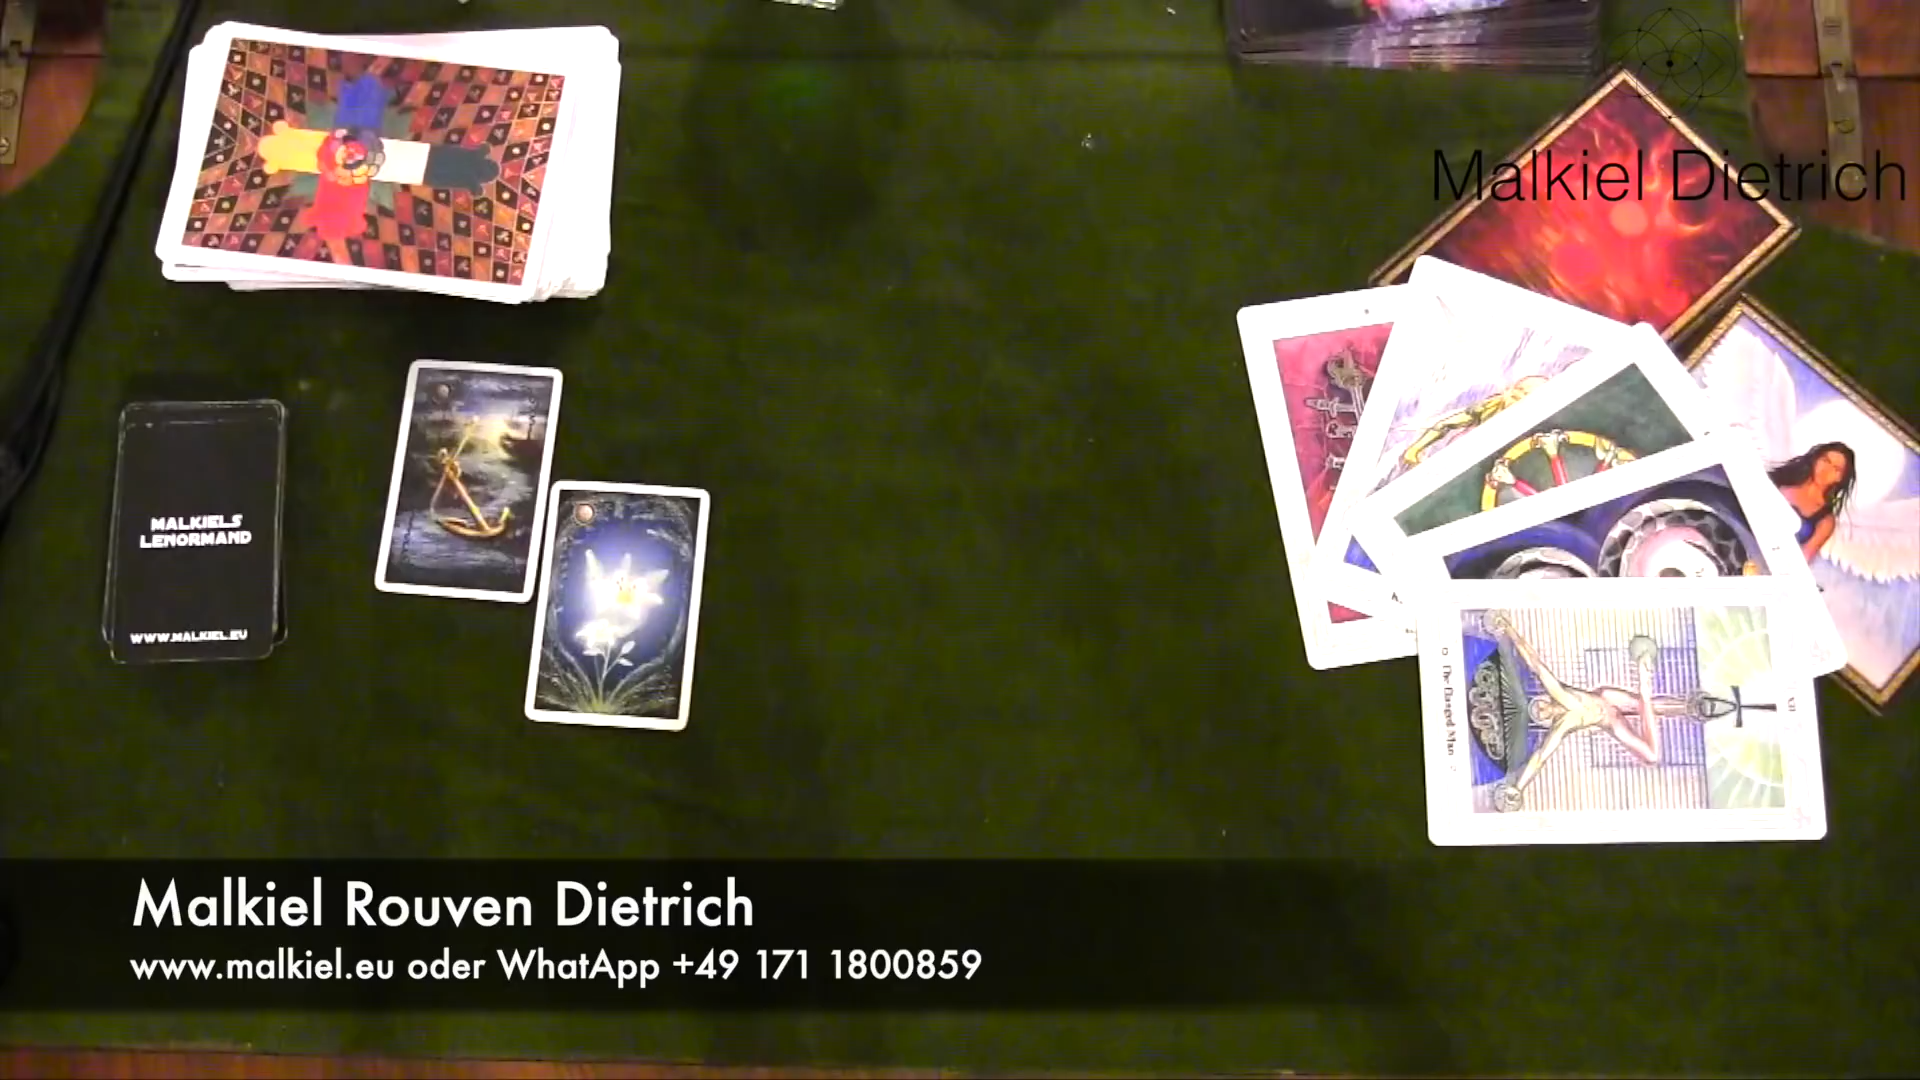 Malkiel Dietrich
MALKIELS
LENORMAND
WWW.MALKIEL.EU
The Hanged Man
XII
Malkiel Rouven Dietrich
www.malkiel.eu oder WhatApp +49 171 1800859